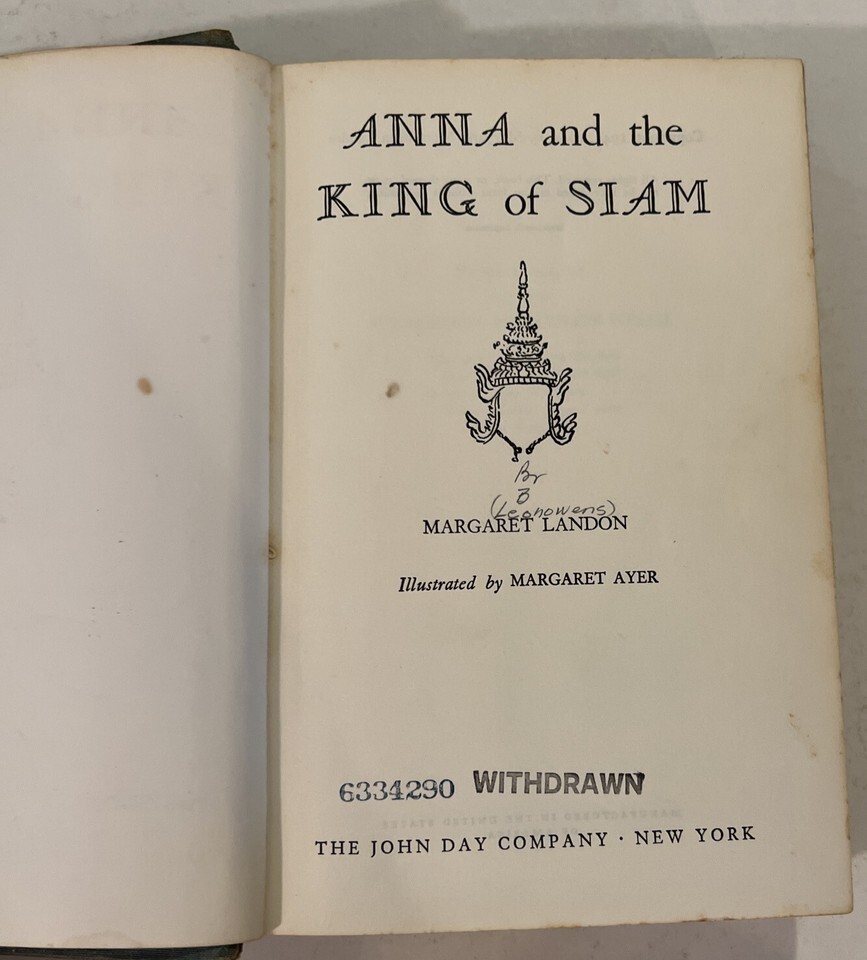 ANNA and the
KING of SIAM
By
(Leonowens)
MARGARET LANDON
Illustrated by MARGARET AYER
6334290 WITHDRAWN
THE JOHN DAY COMPANY · NEW YORK